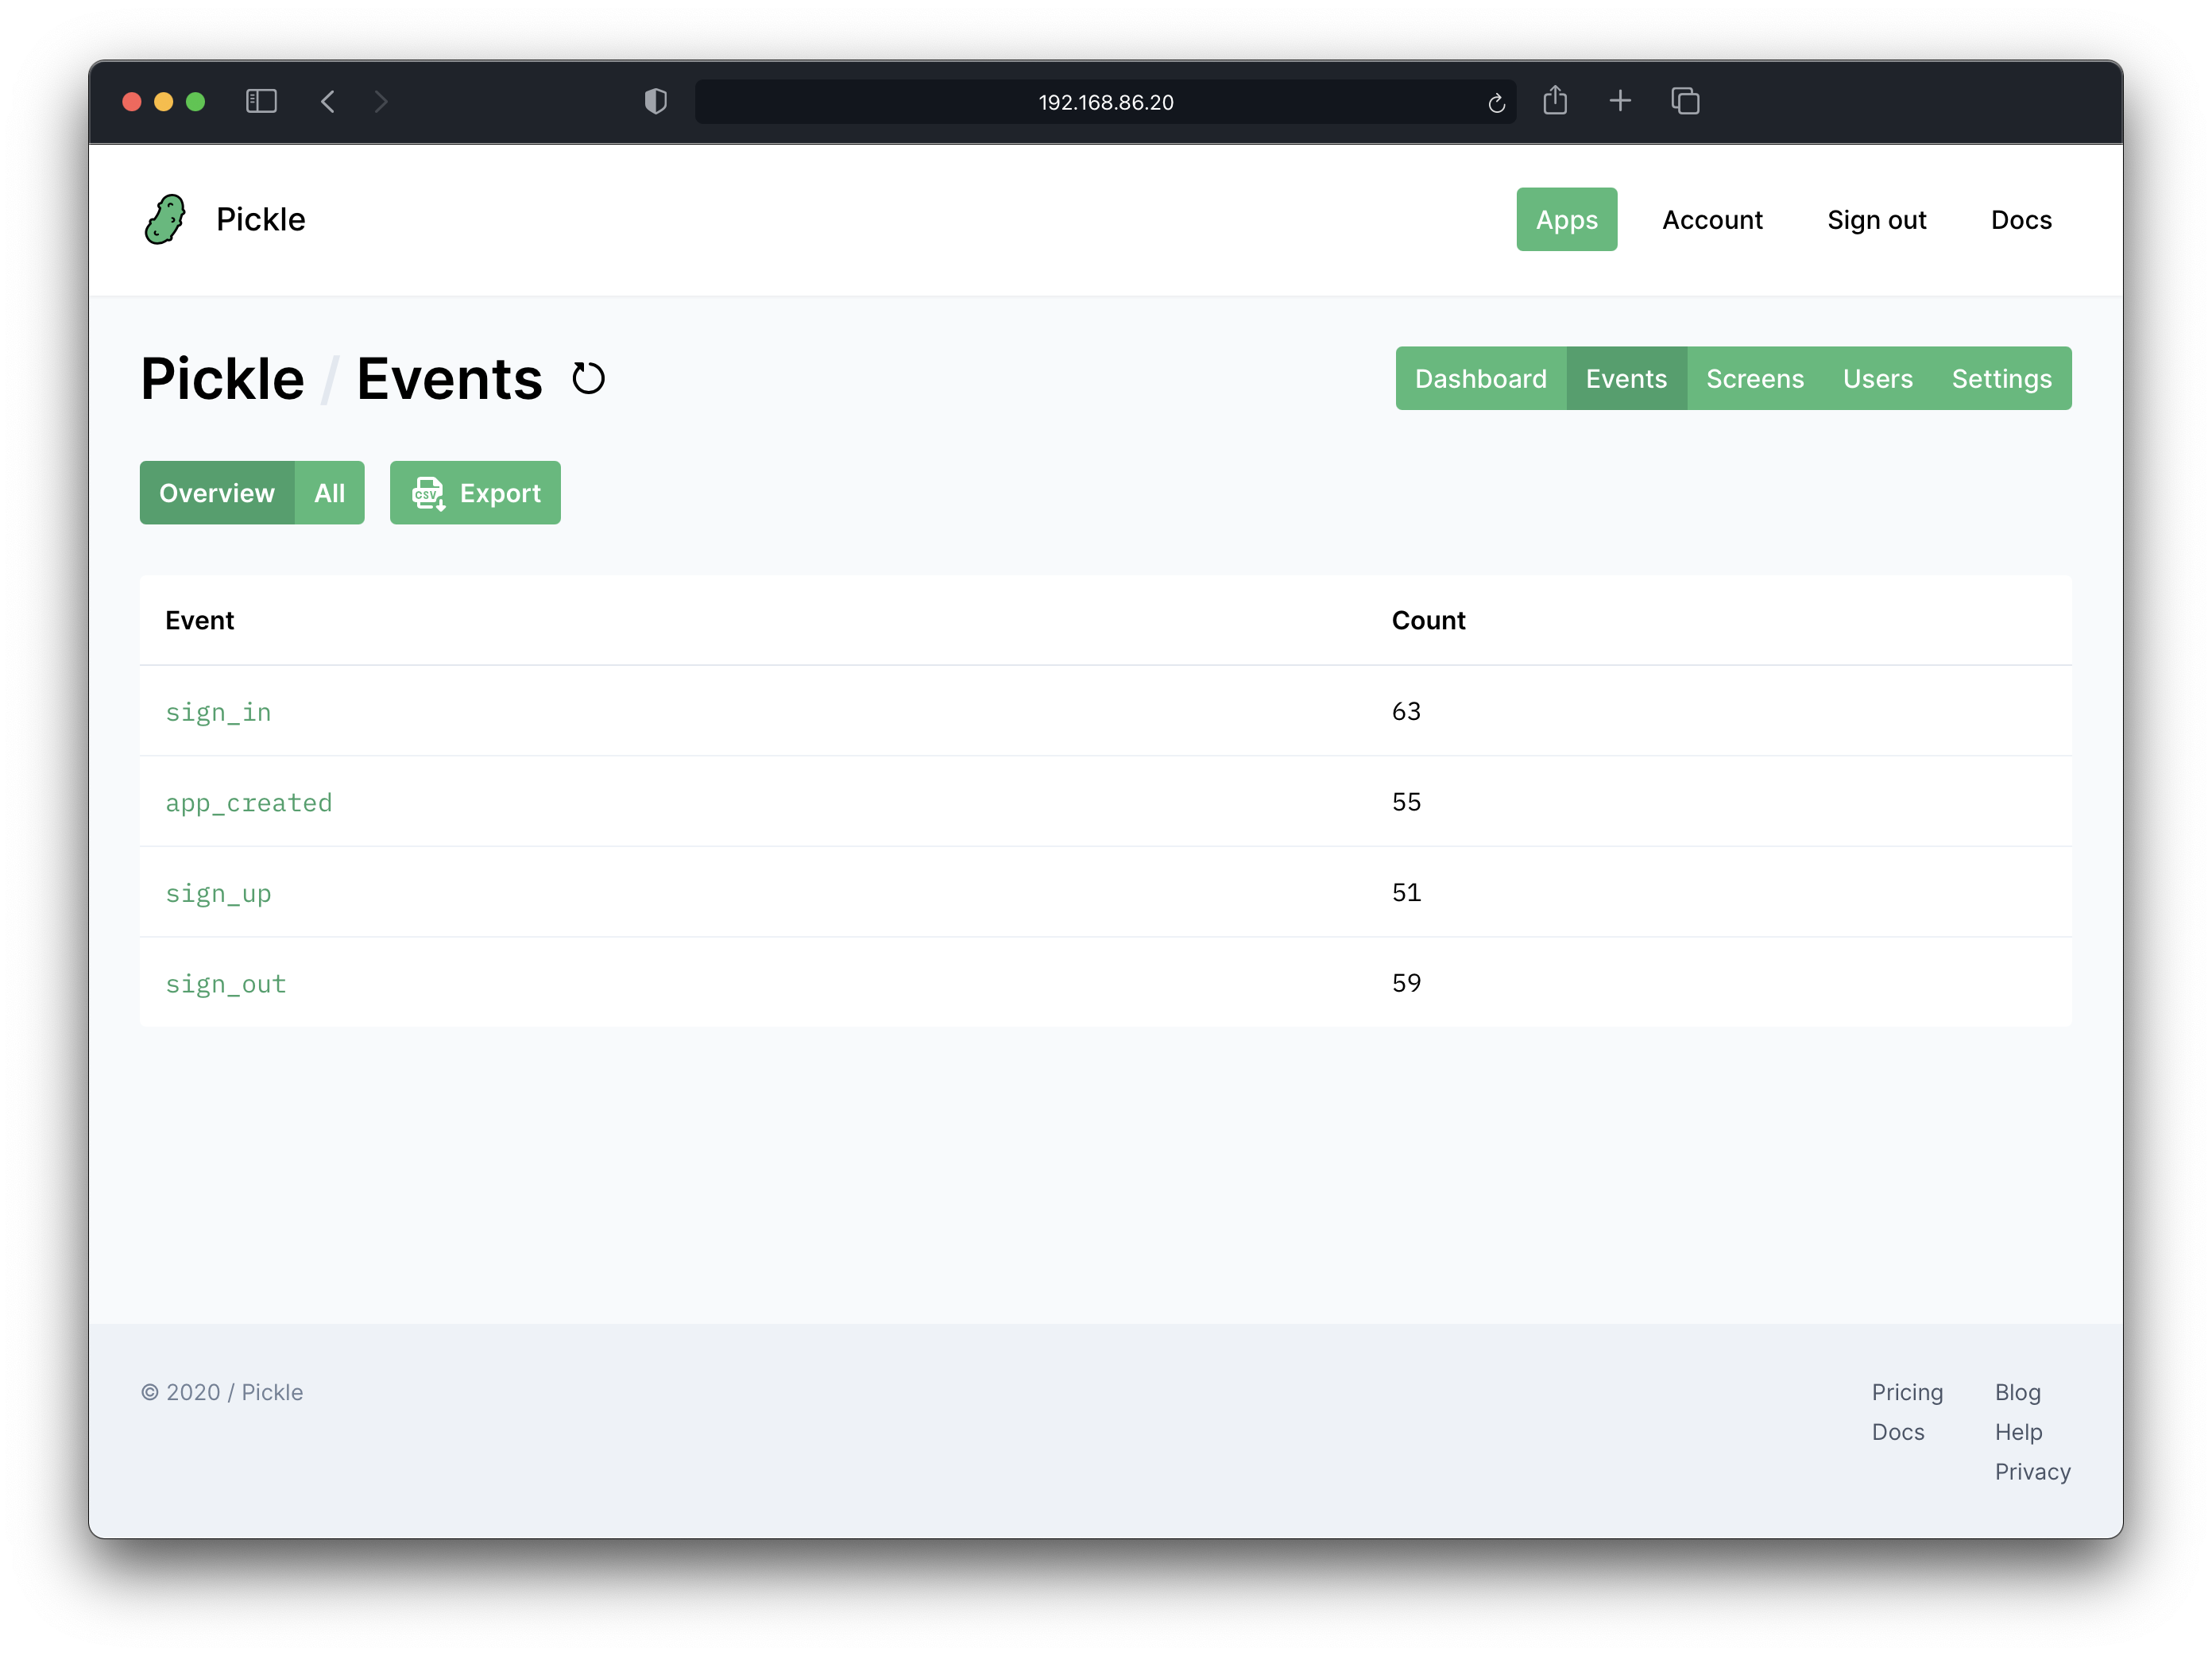 192.168.86.20
Pickle
Apps Account Sign out Docs
Pickle / Events
Dashboard Events Screens Users Settings
Overview All CSV Export
Event Count
sign_in 63
app_created 55
sign_up 51
sign_out 59
© 2020 / Pickle
Pricing Blog
Docs Help
Privacy